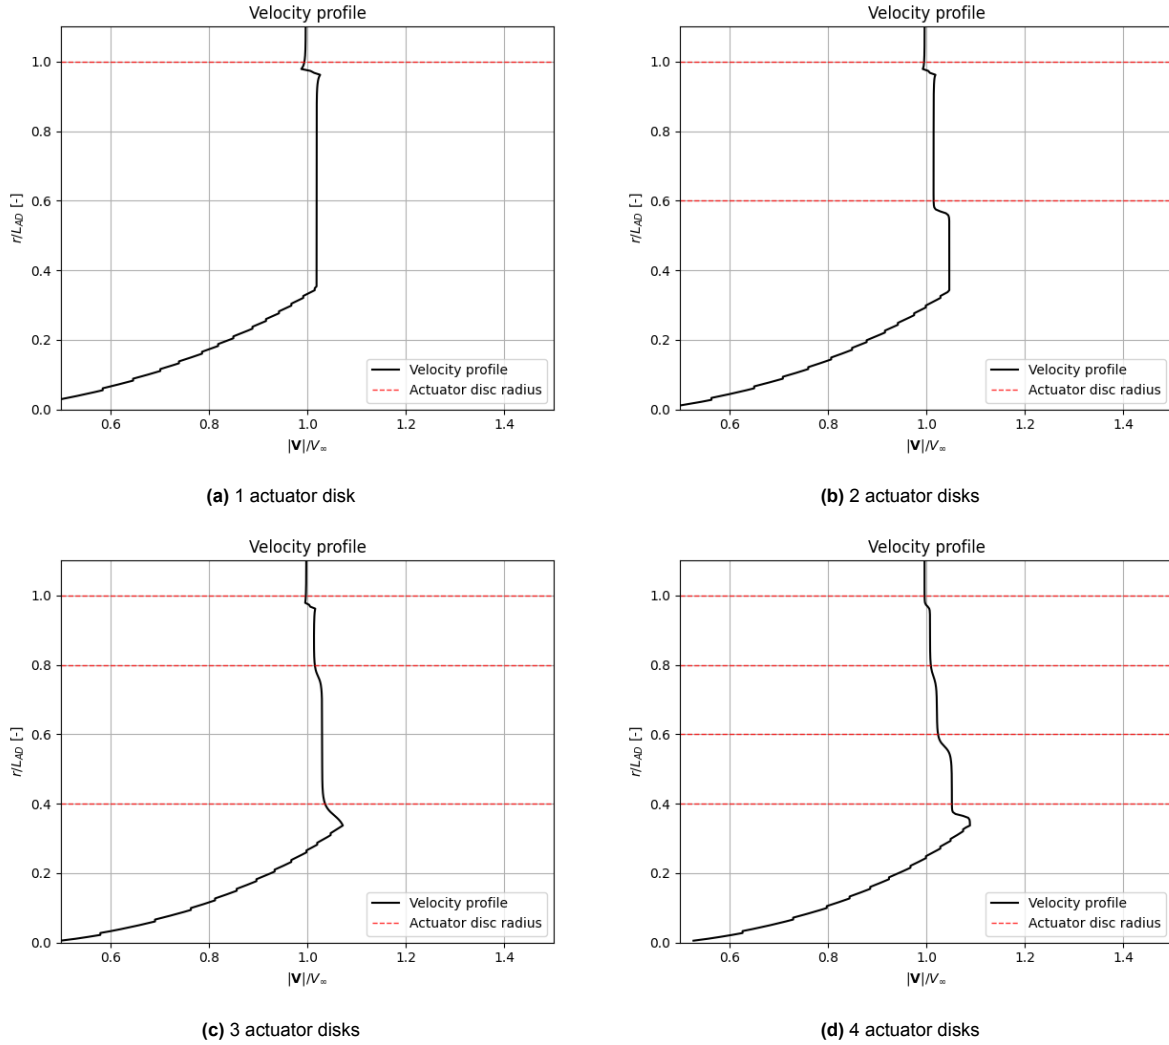 Velocity profile
1.0
0.8
0.6
0.4
0.2
0.0
r/L_AD [-]
Velocity profile
Actuator disc radius
0.6 0.8 1.0 1.2 1.4
|V|/V∞
(a) 1 actuator disk
Velocity profile
1.0
0.8
0.6
0.4
0.2
0.0
r/L_AD [-]
Velocity profile
Actuator disc radius
0.6 0.8 1.0 1.2 1.4
|V|/V∞
(b) 2 actuator disks
Velocity profile
1.0
0.8
0.6
0.4
0.2
0.0
r/L_AD [-]
Velocity profile
Actuator disc radius
0.6 0.8 1.0 1.2 1.4
|V|/V∞
(c) 3 actuator disks
Velocity profile
1.0
0.8
0.6
0.4
0.2
0.0
r/L_AD [-]
Velocity profile
Actuator disc radius
0.6 0.8 1.0 1.2 1.4
|V|/V∞
(d) 4 actuator disks